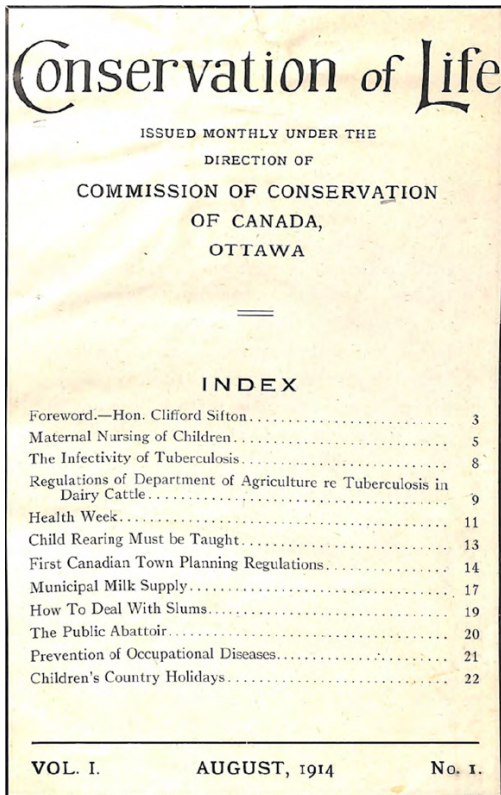 Conservation of Life
ISSUED MONTHLY UNDER THE
DIRECTION OF
COMMISSION OF CONSERVATION
OF CANADA,
OTTAWA
INDEX
Foreword.—Hon. Clifford Sifton........................... 3
Maternal Nursing of Children............................. 5
The Infectivity of Tuberculosis........................... 8
Regulations of Department of Agriculture re Tuberculosis in
Dairy Cattle...................................... 9
Health Week............................................ 11
Child Rearing Must be Taught........................... 13
First Canadian Town Planning Regulations................. 14
Municipal Milk Supply................................... 17
How To Deal With Slums................................ 19
The Public Abattoir..................................... 20
Prevention of Occupational Diseases....................... 21
Children's Country Holidays.............................. 22
VOL. I. AUGUST, 1914 No. 1.